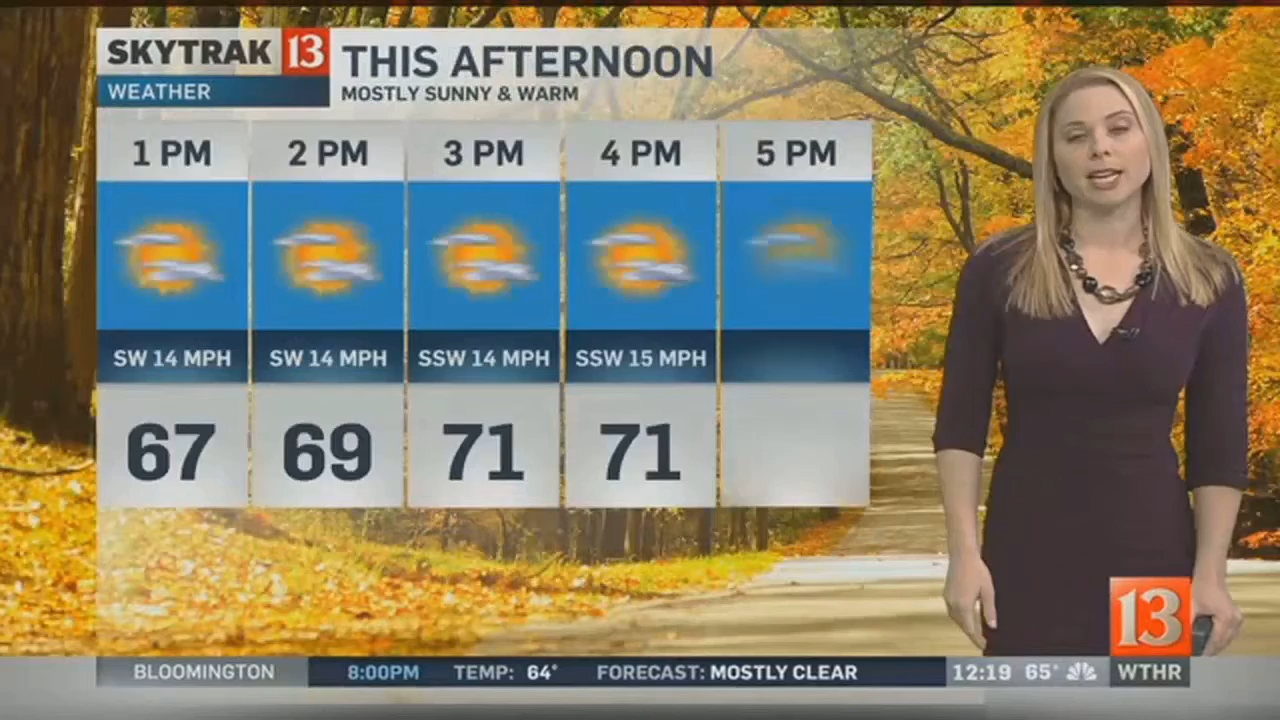 SKYTRAK 13
WEATHER
THIS AFTERNOON
MOSTLY SUNNY & WARM
1 PM 2 PM 3 PM 4 PM 5 PM
SW 14 MPH SW 14 MPH SSW 14 MPH SSW 15 MPH
67 69 71 71
13
BLOOMINGTON 8:00PM TEMP: 64° FORECAST: MOSTLY CLEAR 12:19 65° WTHR